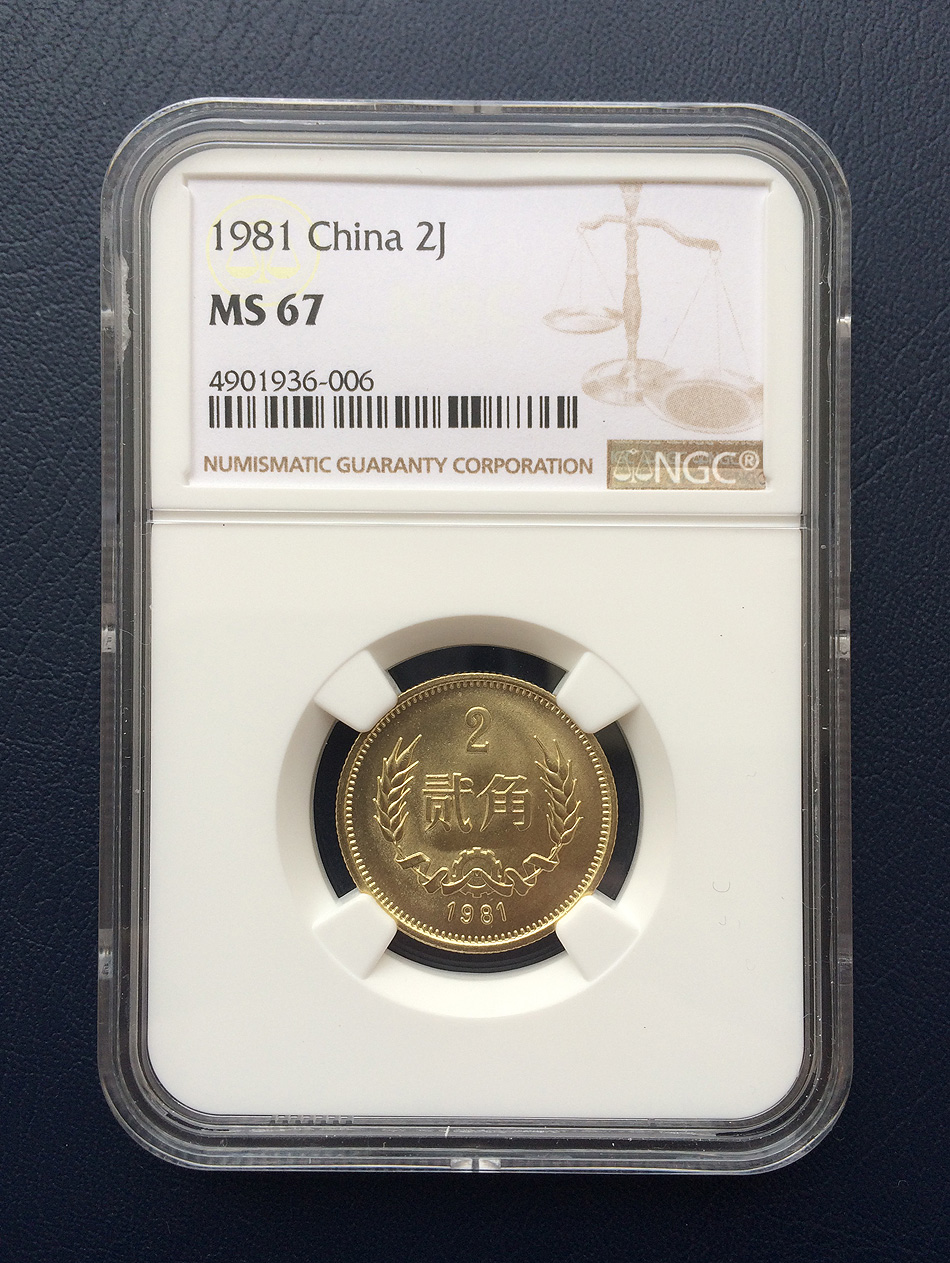 1981 China 2J
MS 67
4901936-006
NUMISMATIC GUARANTY CORPORATION
NGC®
2
贰角
1981